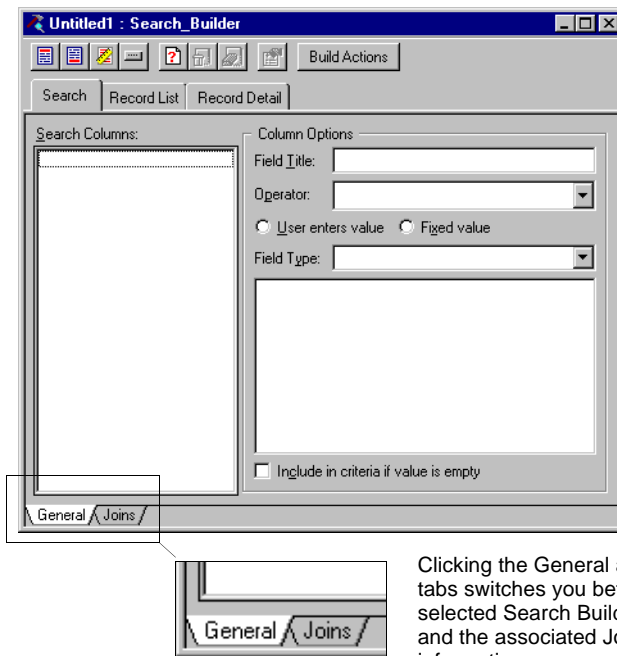 Untitled1 : Search_Builder
Build Actions
Search Record List Record Detail
Search Columns:
Column Options
Field Title:
Operator:
User enters value Fixed value
Field Type:
Include in criteria if value is empty
General Joins
General Joins
Clicking the General
tabs switches you
selected Search
and the associated